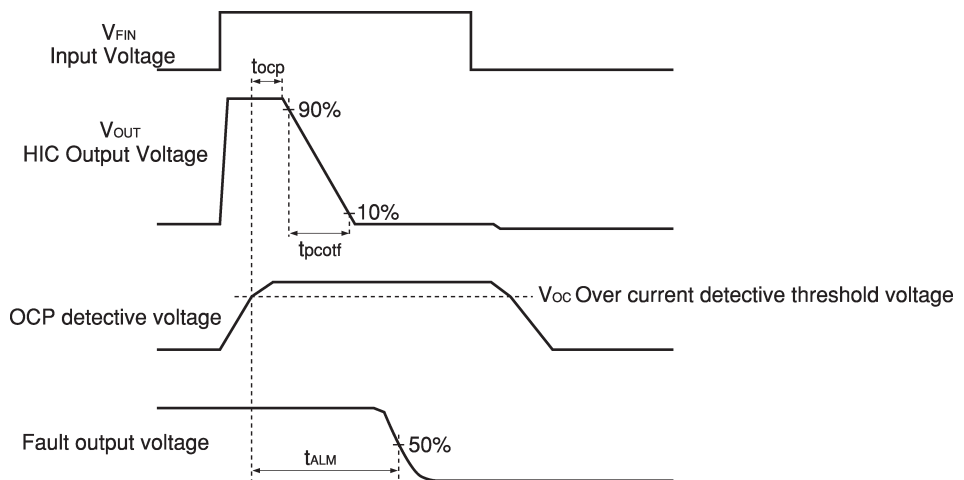 VFIN
Input Voltage
tocp
90%
VOUT
HIC Output Voltage
10%
tpcotf
VOC Over current detective threshold voltage
OCP detective voltage
Fault output voltage
50%
tALM